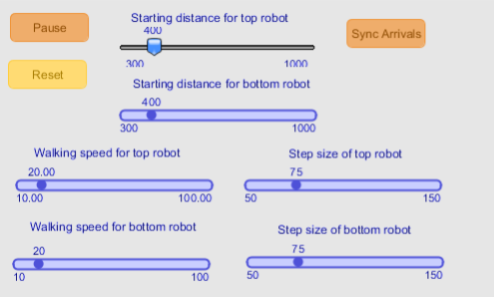 Pause
Starting distance for top robot
400
300 1000
Sync Arrivals
Reset
Starting distance for bottom robot
400
300 1000
Walking speed for top robot
20.00
10.00 100.00
Step size of top robot
75
50 150
Walking speed for bottom robot
20
10 100
Step size of bottom robot
75
50 150